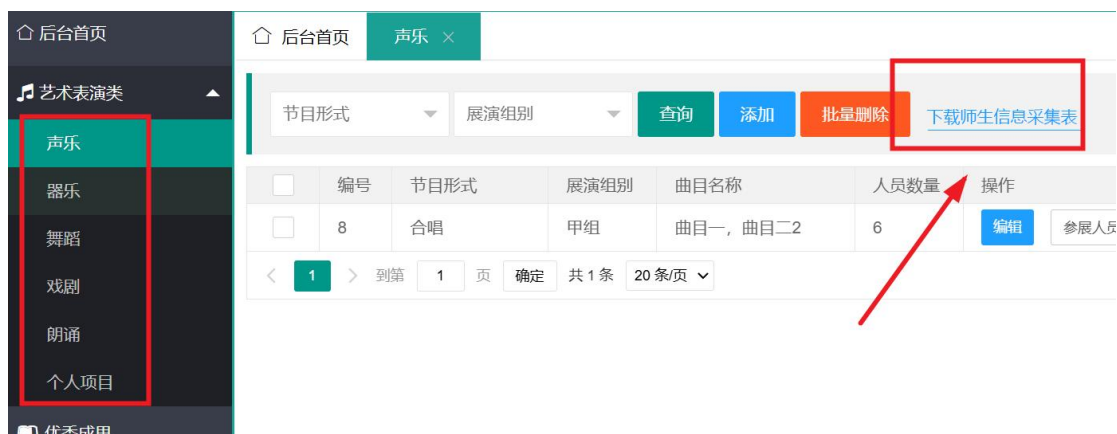 后台首页
艺术表演类
声乐
器乐
舞蹈
戏剧
朗诵
个人项目
后台首页 声乐 ×
节目形式 展演组别 查询 添加 批量删除 下载师生信息采集表
编号 节目形式 展演组别 曲目名称 人员数量 操作
8 合唱 甲组 曲目一，曲目二2 6 编辑 参展人员
< 1 > 到第 1 页 确定 共 1 条 20 条/页